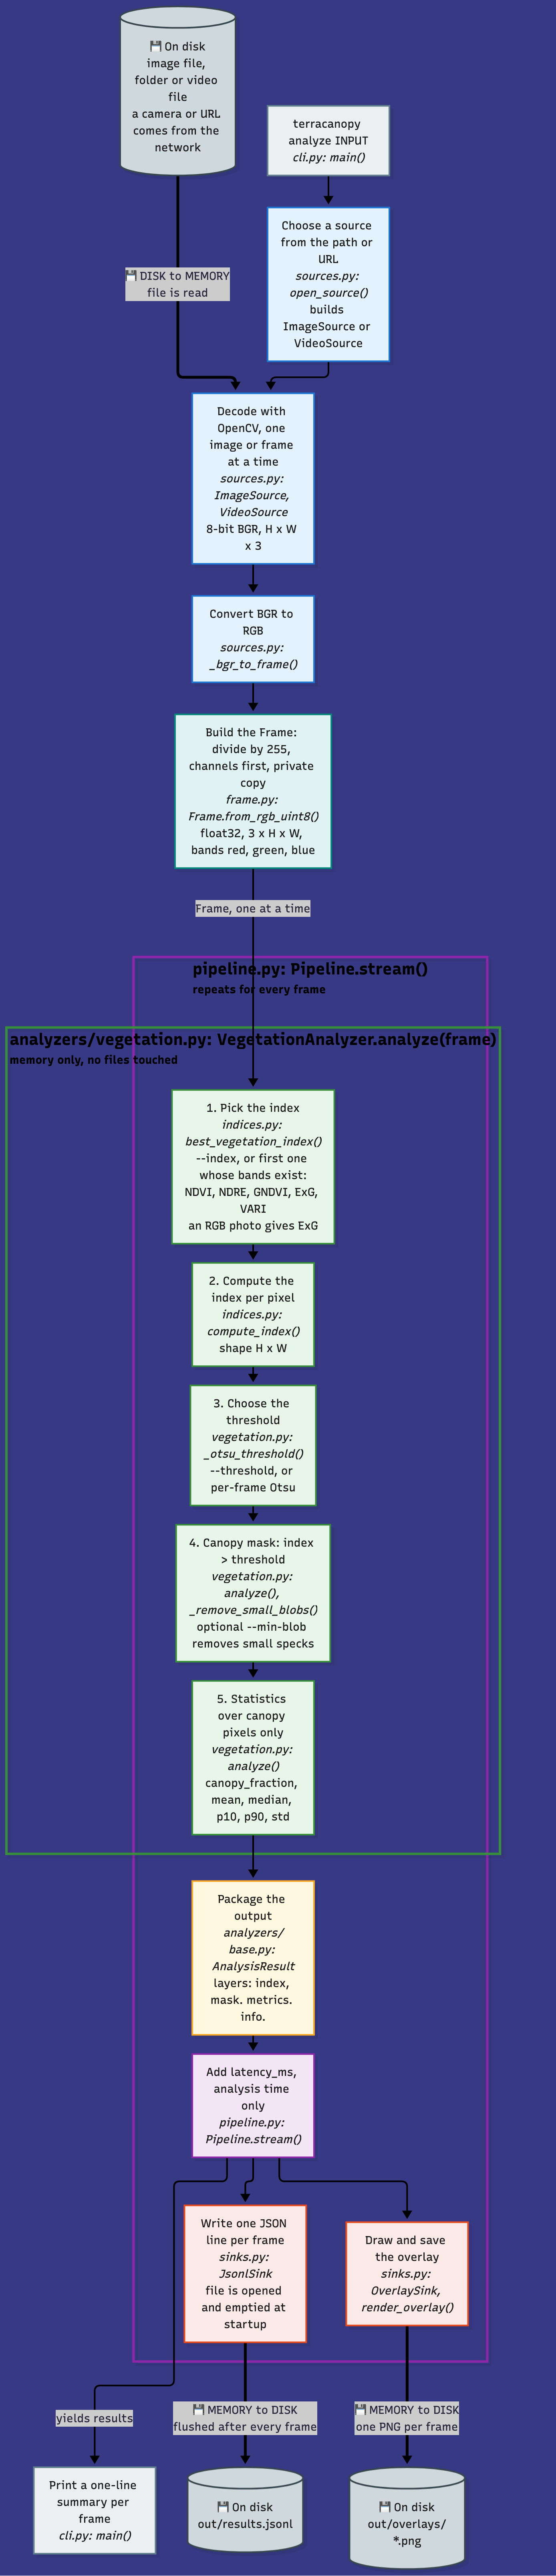 💾 On disk
image file,
folder or video
file
a camera or URL
comes from the
network
terracanopy
analyze INPUT
cli.py: main()
Choose a source
from the path or
URL
sources.py:
open_source()
builds
ImageSource or
VideoSource
💾 DISK to MEMORY
file is read
Decode with
OpenCV, one
image or frame
at a time
sources.py:
ImageSource,
VideoSource
8-bit BGR, H x W
x 3
Convert BGR to
RGB
sources.py:
_bgr_to_frame()
Build the Frame:
divide by 255,
channels first, private
copy
frame.py:
Frame.from_rgb_uint8()
float32, 3 x H x W,
bands red, green, blue
Frame, one at a time
pipeline.py: Pipeline.stream()
repeats for every frame
analyzers/vegetation.py: VegetationAnalyzer.analyze(frame)
memory only, no files touched
1. Pick the index
indices.py:
best_vegetation_index()
--index, or first one
whose bands exist:
NDVI, NDRE, GNDVI, ExG,
VARI
an RGB photo gives ExG
2. Compute the
index per pixel
indices.py:
compute_index()
shape H x W
3. Choose the
threshold
vegetation.py:
_otsu_threshold()
--threshold, or
per-frame Otsu
4. Canopy mask: index
> threshold
vegetation.py:
analyze(),
_remove_small_blobs()
optional --min-blob
removes small specks
5. Statistics
over canopy
pixels only
vegetation.py:
analyze()
canopy_fraction,
mean, median,
p10, p90, std
Package the
output
analyzers/
base.py:
AnalysisResult
layers: index,
mask. metrics.
info.
Add latency_ms,
analysis time
only
pipeline.py:
Pipeline.stream()
Write one JSON
line per frame
sinks.py:
JsonlSink
file is opened
and emptied at
startup
Draw and save
the overlay
sinks.py:
OverlaySink,
render_overlay()
yields results
💾 MEMORY to DISK
flushed after every frame
💾 MEMORY to DISK
one PNG per frame
Print a one-line
summary per
frame
cli.py: main()
💾 On disk
out/results.jsonl
💾 On disk
out/overlays/
*.png